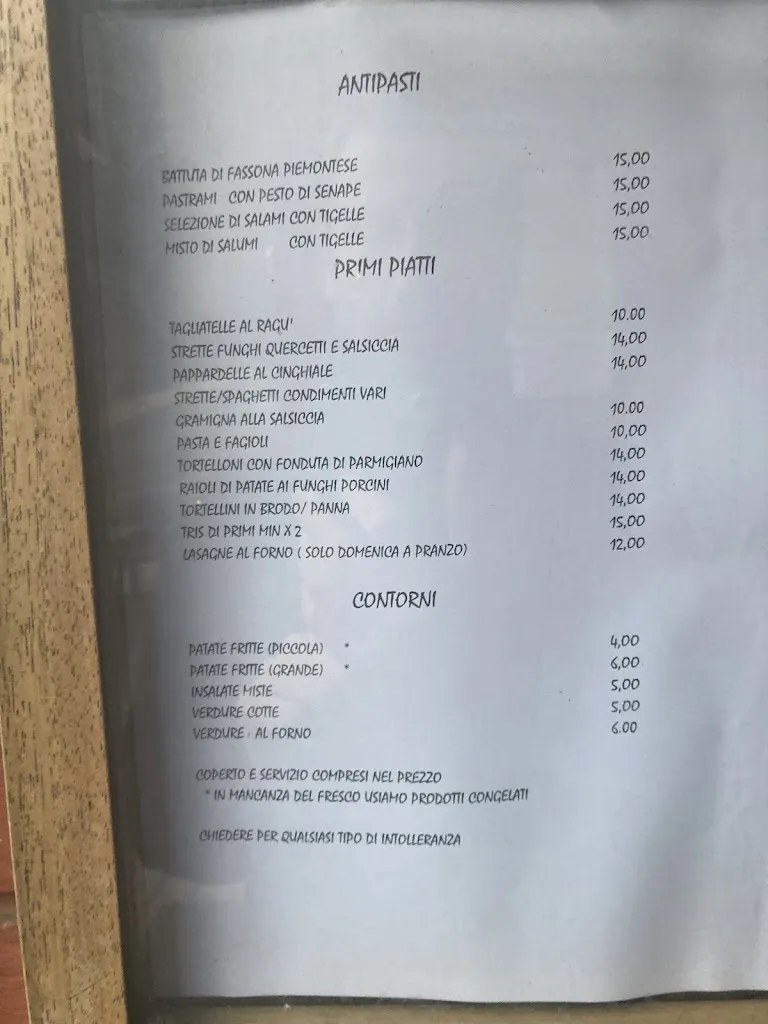 ANTIPASTI
BATTUTA DI FASSONA PIEMONTESE 15,00
PASTRAMI CON PESTO DI SENAPE 15,00
SELEZIONE DI SALAMI CON TIGELLE 15,00
MISTO DI SALUMI CON TIGELLE 15,00
PRIMI PIATTI
TAGLIATELLE AL RAGU' 10.00
STRETTE FUNGHI QUERCETTI E SALSICCIA 14,00
PAPPARDELLE AL CINGHIALE 14,00
STRETTE/SPAGHETTI CONDIMENTI VARI
GRAMIGNA ALLA SALSICCIA 10.00
PASTA E FAGIOLI 10,00
TORTELLONI CON FONDUTA DI PARMIGIANO 14,00
RAIOLI DI PATATE AI FUNGHI PORCINI 14,00
TORTELLINI IN BRODO/ PANNA 14,00
TRIS DI PRIMI MIN X 2 15,00
LASAGNE AL FORNO ( SOLO DOMENICA A PRANZO) 12,00
CONTORNI
PATATE FRITTE (PICCOLA) * 4,00
PATATE FRITTE (GRANDE) * 6,00
INSALATE MISTE 5,00
VERDURE COTTE 5,00
VERDURE AL FORNO 6.00
COPERTO E SERVIZIO COMPRESI NEL PREZZO
* IN MANCANZA DEL FRESCO USIAMO PRODOTTI CONGELATI
CHIEDERE PER QUALSIASI TIPO DI INTOLLERANZA